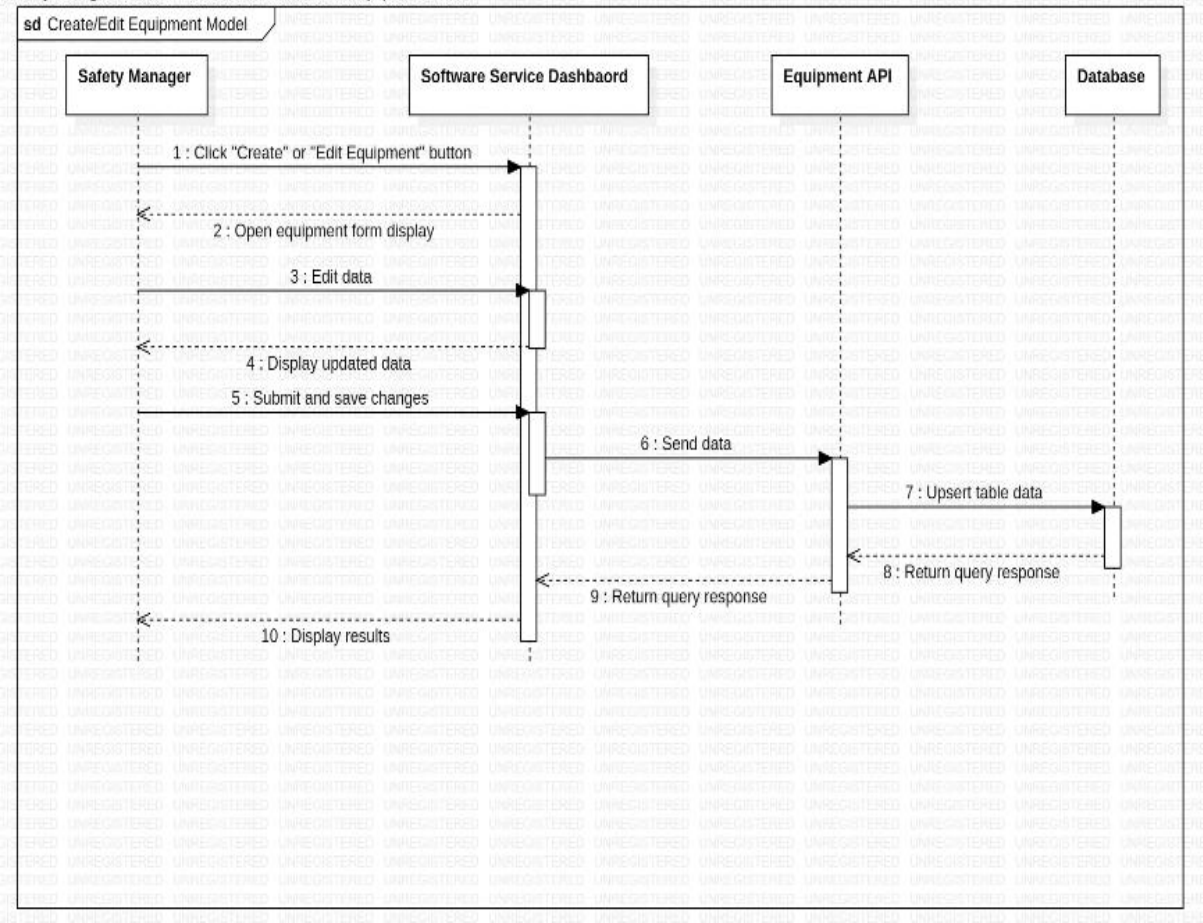 sd Create/Edit Equipment Model
Safety Manager
Software Service Dashbaord
Equipment API
Database
1 : Click "Create" or "Edit Equipment" button
2 : Open equipment form display
3 : Edit data
4 : Display updated data
5 : Submit and save changes
6 : Send data
7 : Upsert table data
8 : Return query response
9 : Return query response
10 : Display results
UNREGISTERED